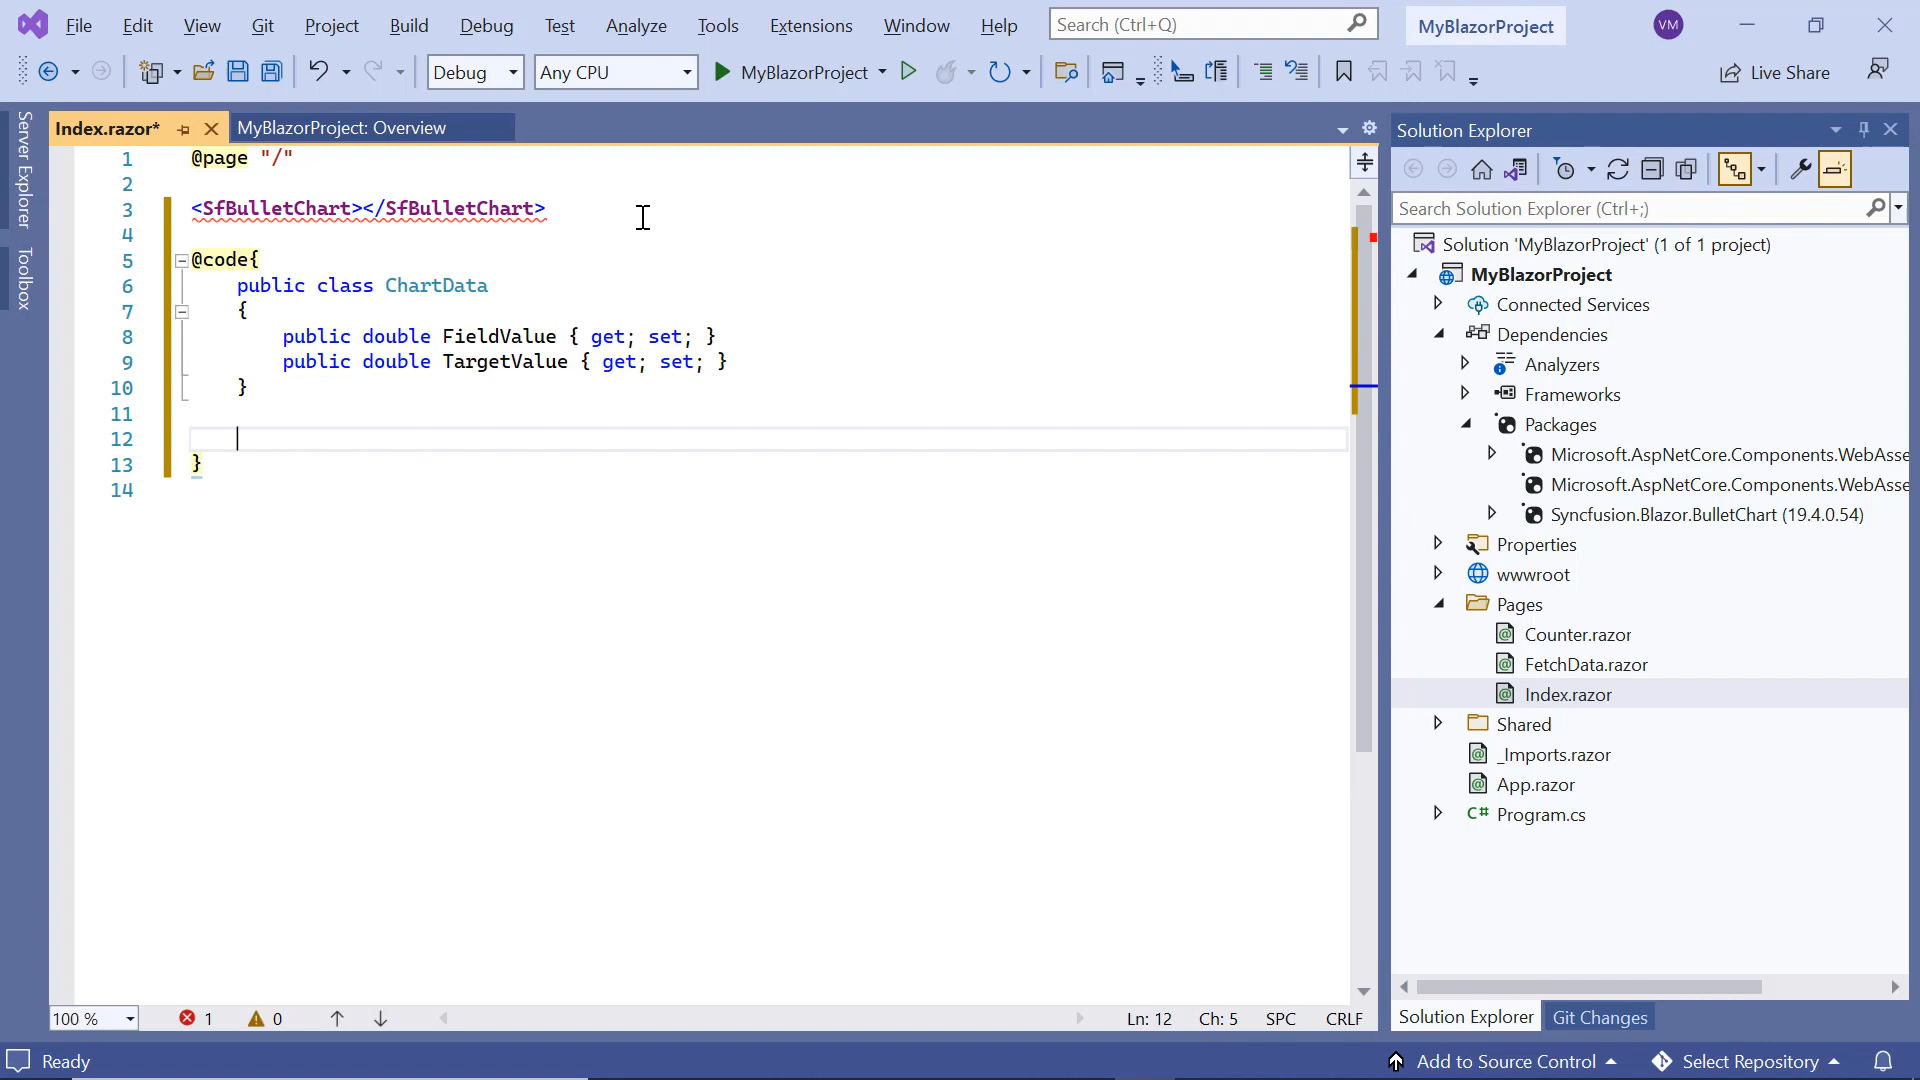 File Edit View Git Project Build Debug Test Analyze Tools Extensions Window Help Search (Ctrl+Q) MyBlazorProject VM
Debug Any CPU MyBlazorProject Live Share
Server Explorer
Toolbox
Index.razor* MyBlazorProject: Overview
1 @page "/"
2
3 <SfBulletChart></SfBulletChart>
4
5 @code{
6 public class ChartData
7 {
8 public double FieldValue { get; set; }
9 public double TargetValue { get; set; }
10 }
11
12
13 }
14
100 % 1 0 Ln: 12 Ch: 5 SPC CRLF
Solution Explorer
Search Solution Explorer (Ctrl+;)
Solution 'MyBlazorProject' (1 of 1 project)
MyBlazorProject
Connected Services
Dependencies
Analyzers
Frameworks
Packages
Microsoft.AspNetCore.Components.WebAsse
Microsoft.AspNetCore.Components.WebAsse
Syncfusion.Blazor.BulletChart (19.4.0.54)
Properties
wwwroot
Pages
Counter.razor
FetchData.razor
Index.razor
Shared
_Imports.razor
App.razor
C# Program.cs
Solution Explorer Git Changes
Ready Add to Source Control Select Repository